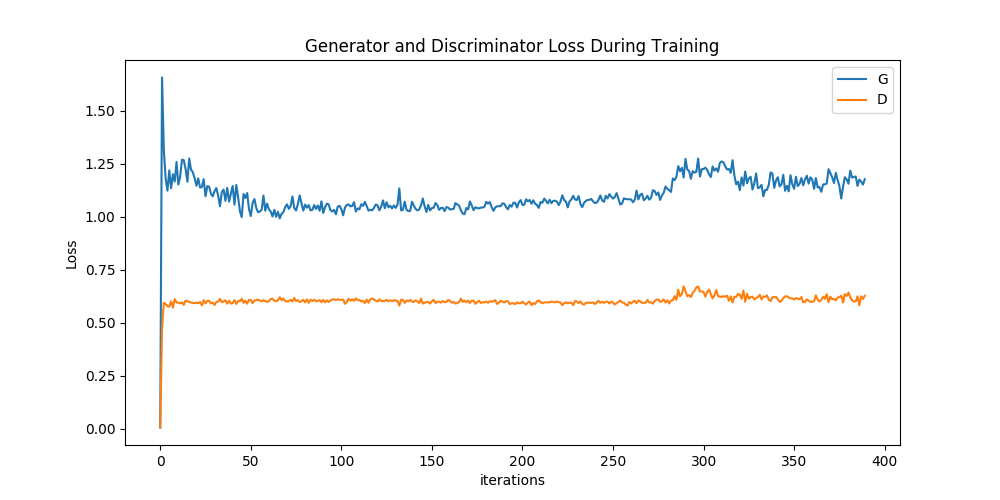 Generator and Discriminator Loss During Training
G
D
Loss
1.50
1.25
1.00
0.75
0.50
0.25
0.00
0 50 100 150 200 250 300 350 400
iterations